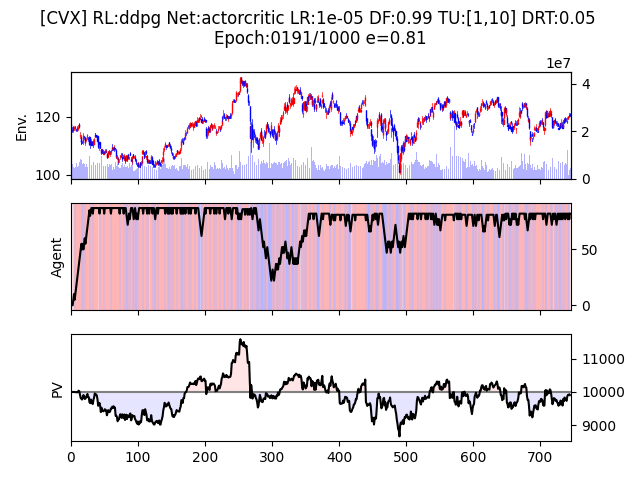 [CVX] RL:ddpg Net:actorcritic LR:1e-05 DF:0.99 TU:[1,10] DRT:0.05
Epoch:0191/1000 e=0.81
1e7
Env.
120
100
4
2
0
Agent
50
0
PV
11000
10000
9000
0 100 200 300 400 500 600 700